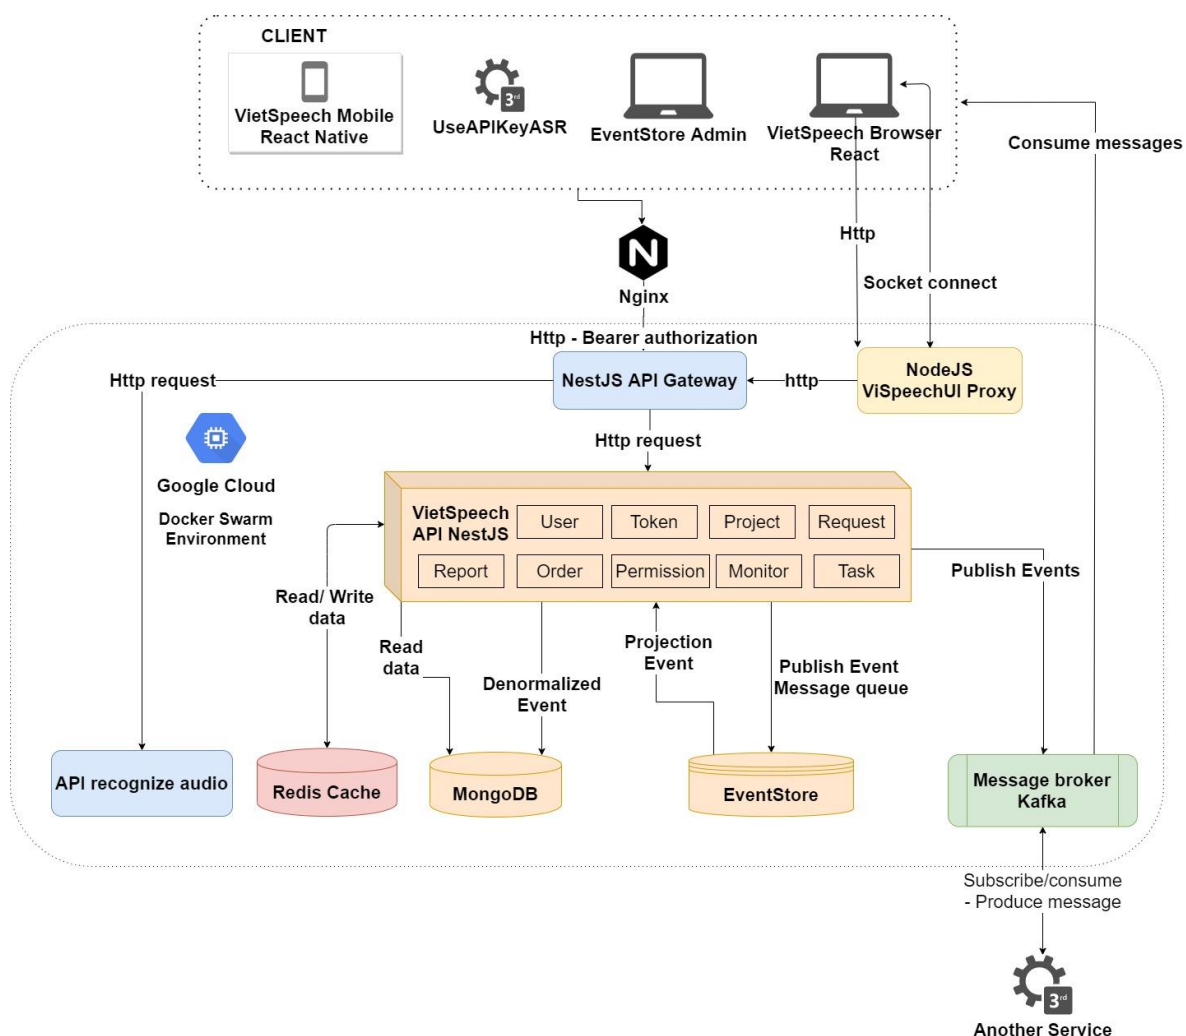 CLIENT
VietSpeech Mobile
React Native
3rd
UseAPIKeyASR
EventStore Admin
VietSpeech Browser
React
Consume messages
Http
Socket connect
N
Nginx
Http - Bearer authorization
Http request
NestJS API Gateway
http
NodeJS
ViSpeechUI Proxy
Http request
Google Cloud
Docker Swarm
Environment
VietSpeech
API NestJS
User
Token
Project
Request
Report
Order
Permission
Monitor
Task
Publish Events
Read/ Write
data
Read
data
Denormalized
Event
Projection
Event
Publish Event
Message queue
API recognize audio
Redis Cache
MongoDB
EventStore
Message broker
Kafka
Subscribe/consume
- Produce message
3rd
Another Service